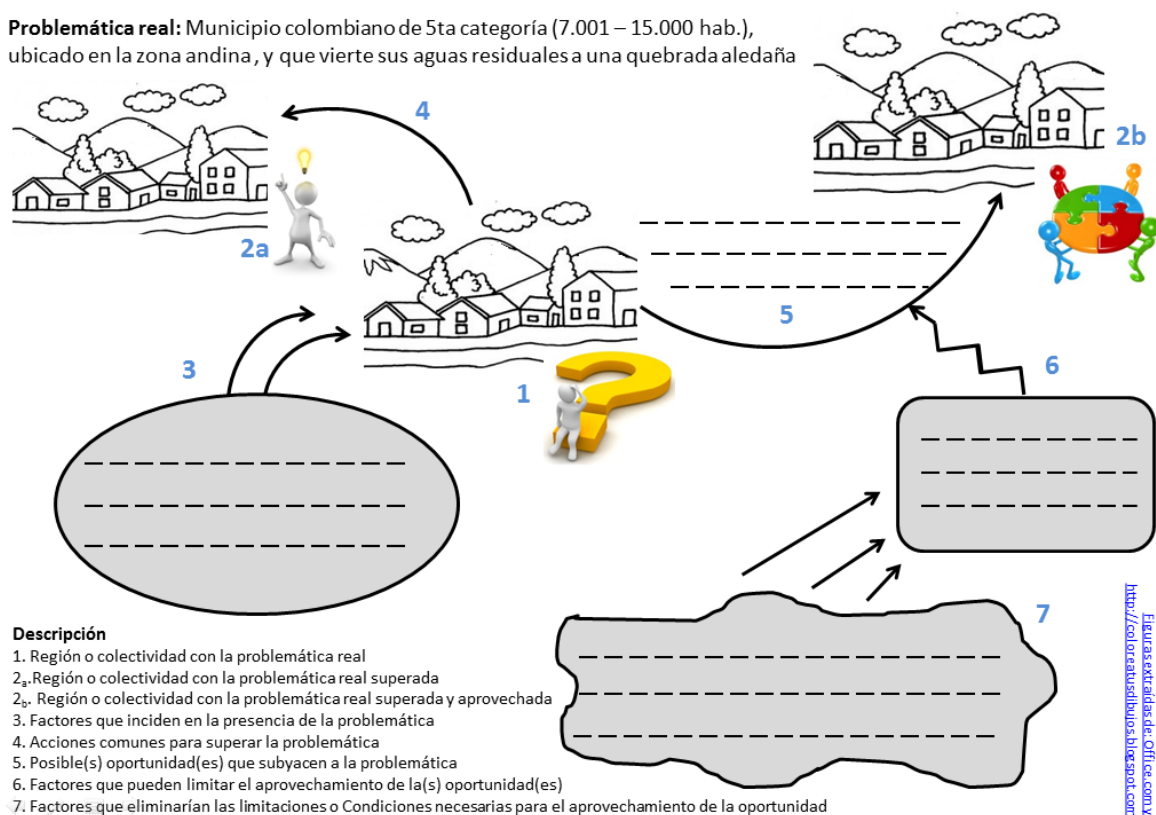 Problemática real: Municipio colombiano de 5ta categoría (7.001 – 15.000 hab.),
ubicado en la zona andina , y que vierte sus aguas residuales a una quebrada aledaña
4
2b
2a
5
3
1
6
7
Descripción
1. Región o colectividad con la problemática real
2a.Región o colectividad con la problemática real superada
2b. Región o colectividad con la problemática real superada y aprovechada
3. Factores que inciden en la presencia de la problemática
4. Acciones comunes para superar la problemática
5. Posible(s) oportunidad(es) que subyacen a la problemática
6. Factores que pueden limitar el aprovechamiento de la(s) oportunidad(es)
7. Factores que eliminarían las limitaciones o Condiciones necesarias para el aprovechamiento de la oportunidad
Figuras extraídas de: Office.com y
http://coloreatusdibujos.blogspot.com